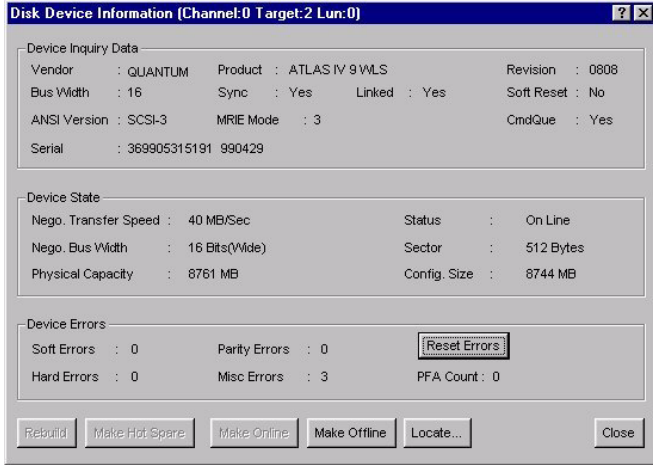 Disk Device Information (Channel:0 Target:2 Lun:0)
Device Inquiry Data
Vendor : QUANTUM Product : ATLAS IV 9 WLS Revision : 0808
Bus Width : 16 Sync : Yes Linked : Yes Soft Reset : No
ANSI Version : SCSI-3 MRIE Mode : 3 CmdQue : Yes
Serial : 369905315191 990429
Device State
Nego. Transfer Speed : 40 MB/Sec Status : On Line
Nego. Bus Width : 16 Bits(Wide) Sector : 512 Bytes
Physical Capacity : 8761 MB Config. Size : 8744 MB
Device Errors
Soft Errors : 0 Parity Errors : 0 Reset Errors
Hard Errors : 0 Misc Errors : 3 PFA Count : 0
Rebuild Make Hot Spare Make Online Make Offline Locate... Close